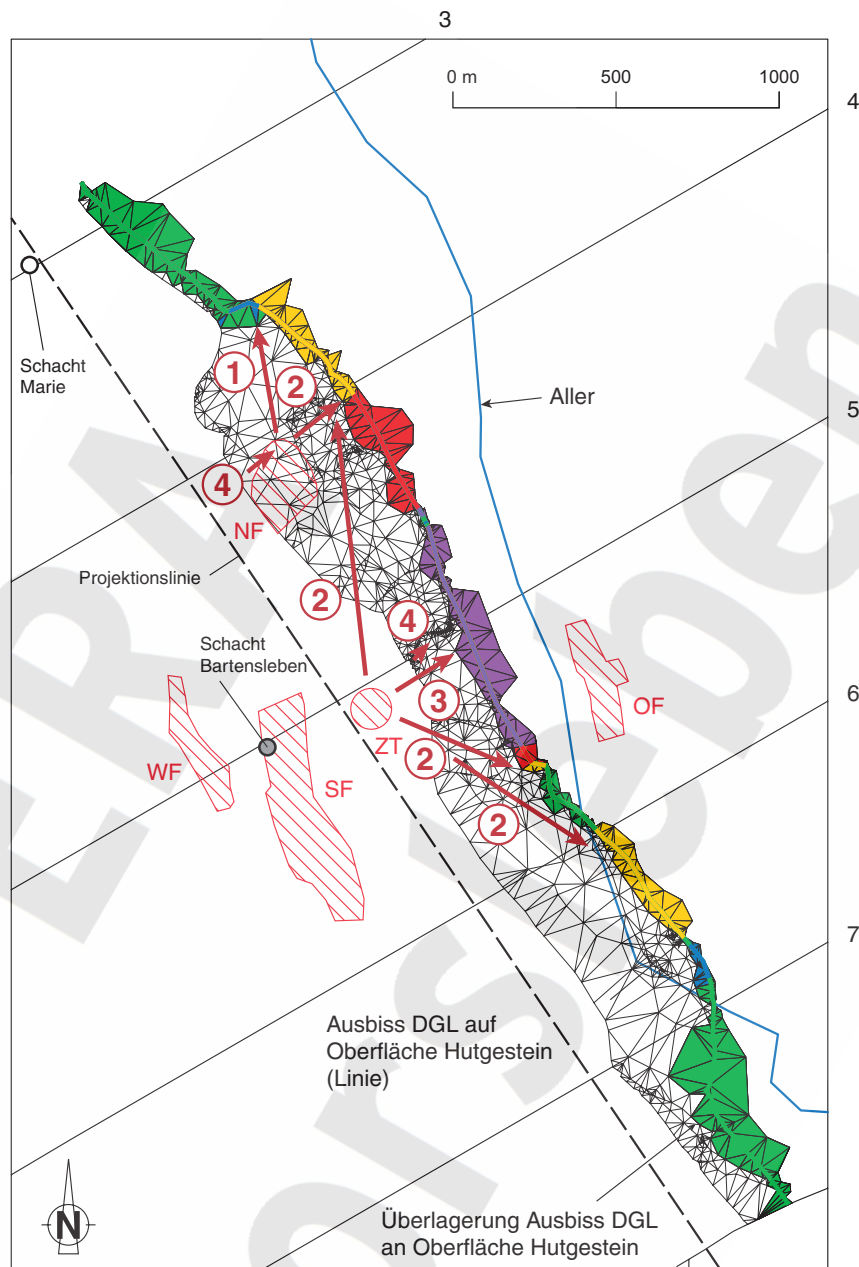 3
0 m 500 1000
4
Schacht
Marie
1
2
Aller
5
4
NF
Projektionslinie
2
4
Schacht
Bartensleben
3
OF
6
WF
SF
ZT
2
2
7
Ausbiss DGL auf
Oberfläche Hutgestein
(Linie)
N
Überlagerung Ausbiss DGL
an Oberfläche Hutgestein